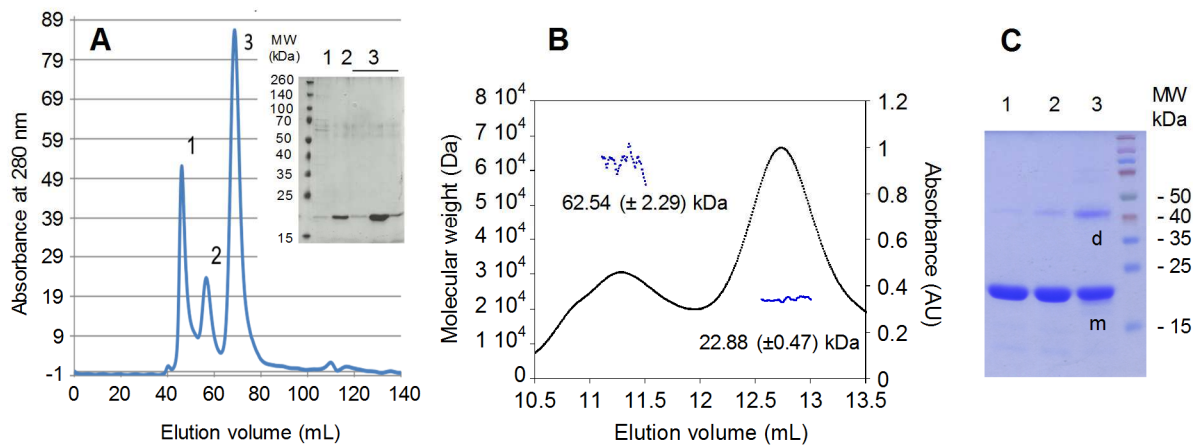 A
Absorbance at 280 nm
89
79
69
59
49
39
29
19
9
-1
0 20 40 60 80 100 120 140
Elution volume (mL)
1
2
3
MW
(kDa)
1 2 3
260
140
100
70
50
40
35
25
15
B
Molecular weight (Da)
8 10⁴
7 10⁴
6 10⁴
5 10⁴
4 10⁴
3 10⁴
2 10⁴
1 10⁴
0
62.54 (± 2.29) kDa
22.88 (±0.47) kDa
1.2
1
0.8
0.6
0.4
0.2
0
Absorbance (AU)
10.5 11 11.5 12 12.5 13 13.5
Elution volume (mL)
C
1 2 3
MW
kDa
- 50
- 40
- 35
- 25
- 15
d
m